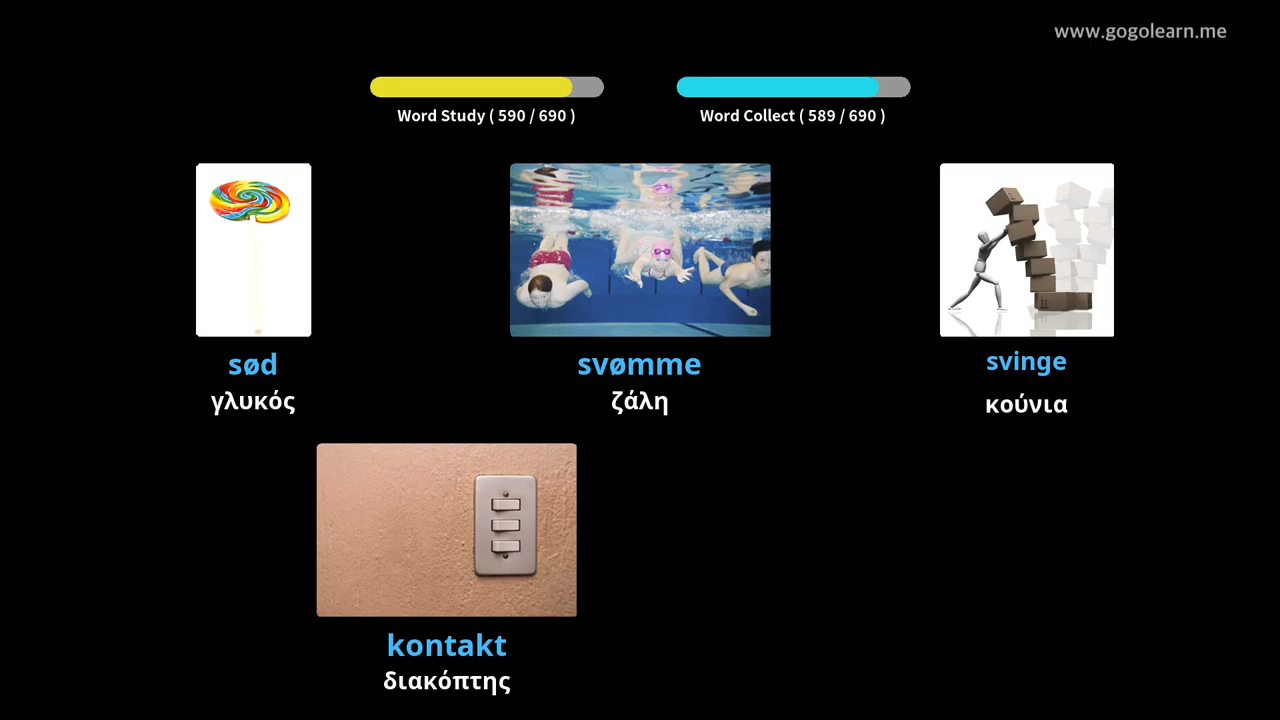 www.gogolearn.me
Word Study ( 590 / 690 )
Word Collect ( 589 / 690 )
sød
γλυκός
svømme
ζάλη
svinge
κούνια
kontakt
διακόπτης